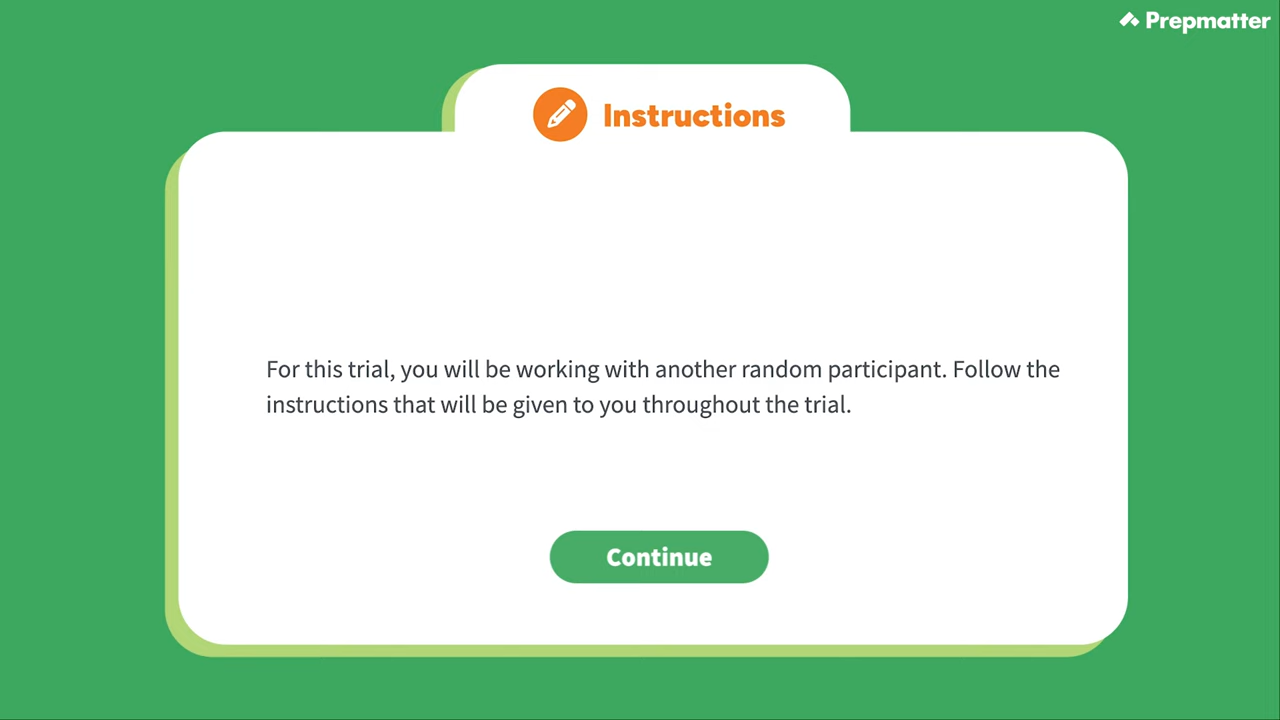 Prepmatter
Instructions
For this trial, you will be working with another random participant. Follow the
instructions that will be given to you throughout the trial.
Continue